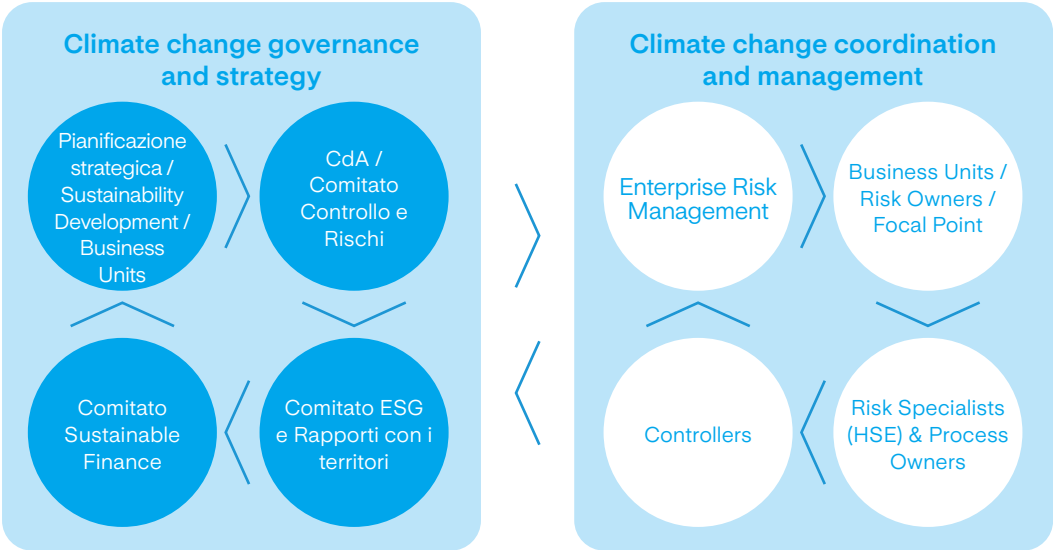 Climate change governance
and strategy
Pianificazione
strategica /
Sustainability
Development /
Business
Units
CdA /
Comitato
Controllo e
Rischi
Comitato
Sustainable
Finance
Comitato ESG
e Rapporti con i
territori
Climate change coordination
and management
Enterprise Risk
Management
Business Units /
Risk Owners /
Focal Point
Controllers
Risk Specialists
(HSE) & Process
Owners